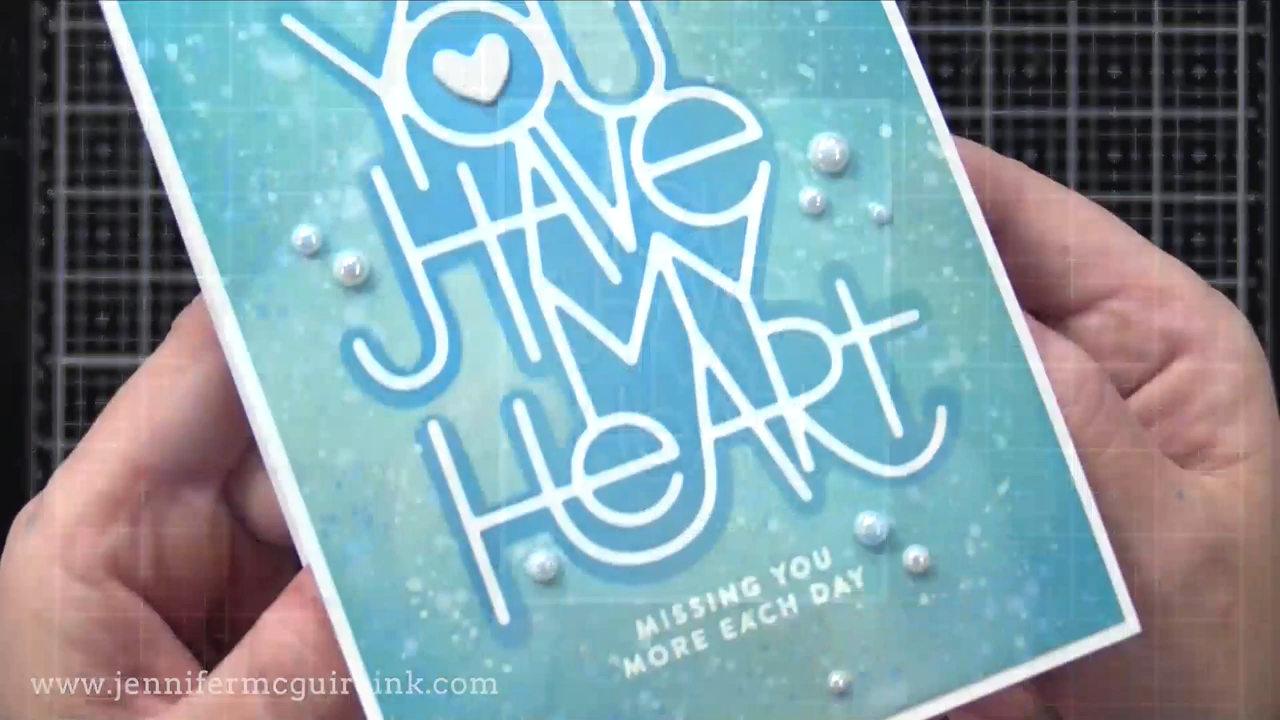 YOU
HAVe
MY
HeART
MISSING YOU
MORE EACH DAY
www.jennifermcguireink.com